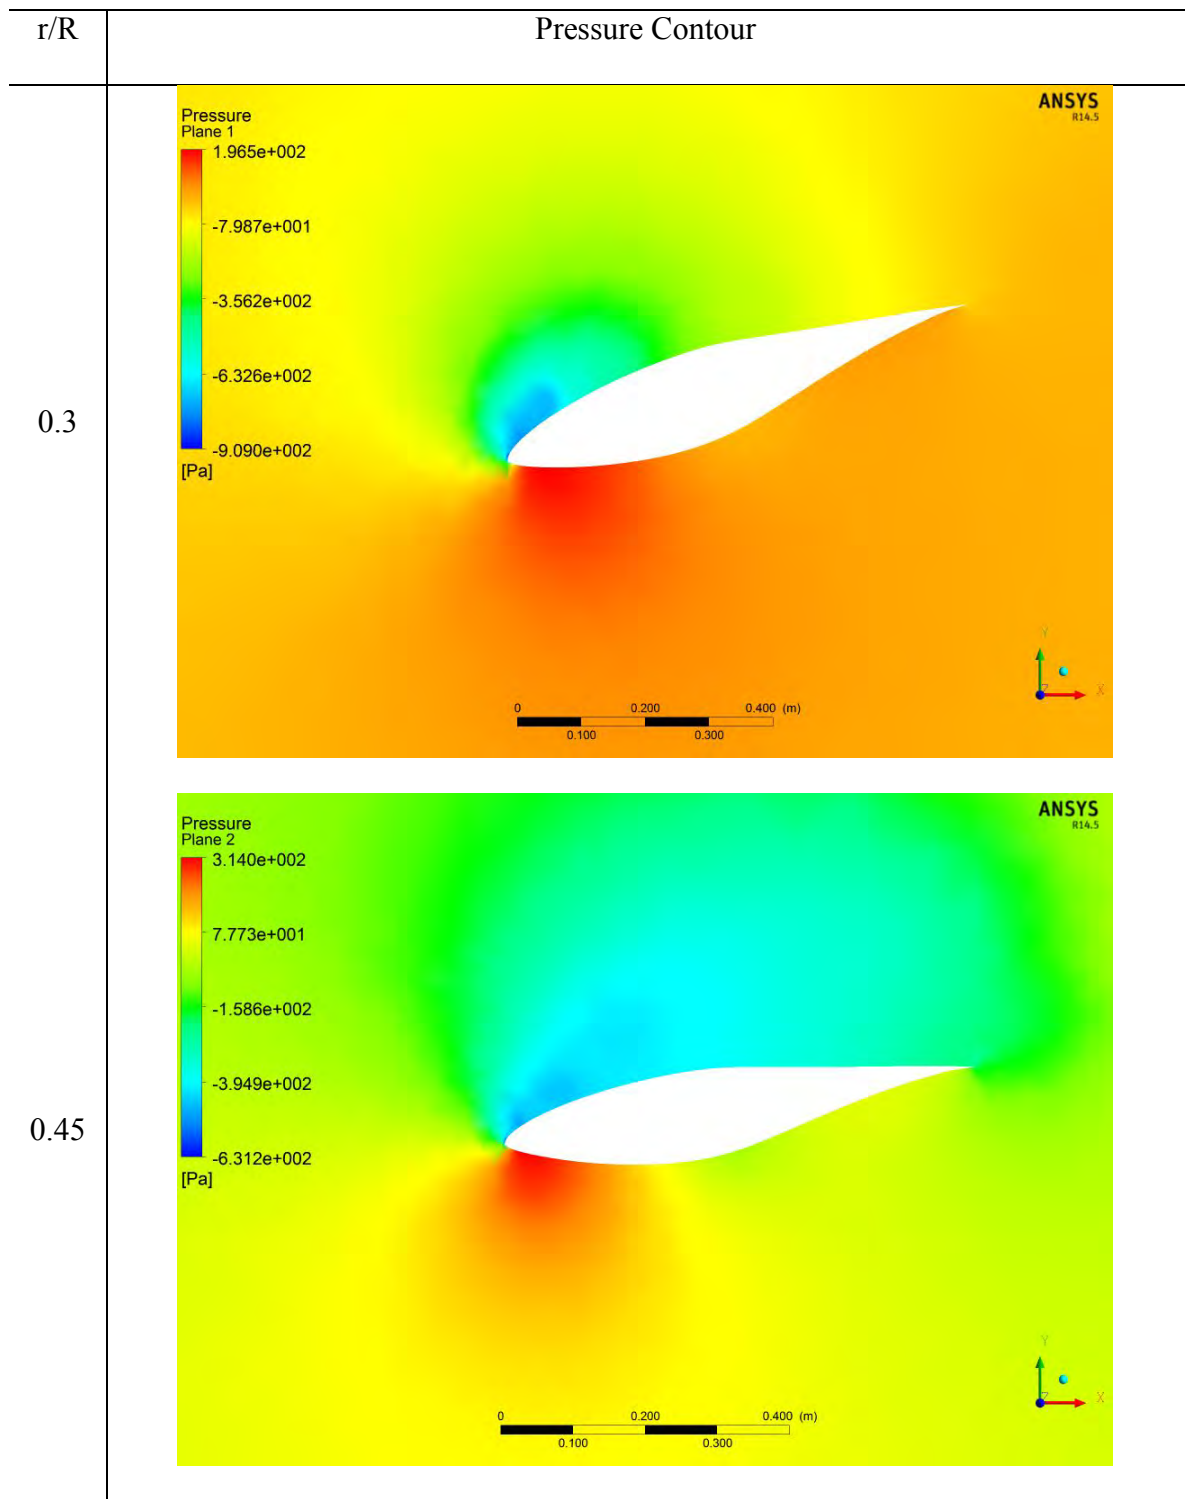 r/R Pressure Contour
0.3
Pressure
Plane 1
1.965e+002
-7.987e+001
-3.562e+002
-6.326e+002
-9.090e+002
[Pa]
ANSYS
R14.5
Y
Z X
0 0.200 0.400 (m)
0.100 0.300
0.45
Pressure
Plane 2
3.140e+002
7.773e+001
-1.586e+002
-3.949e+002
-6.312e+002
[Pa]
ANSYS
R14.5
Y
Z X
0 0.200 0.400 (m)
0.100 0.300